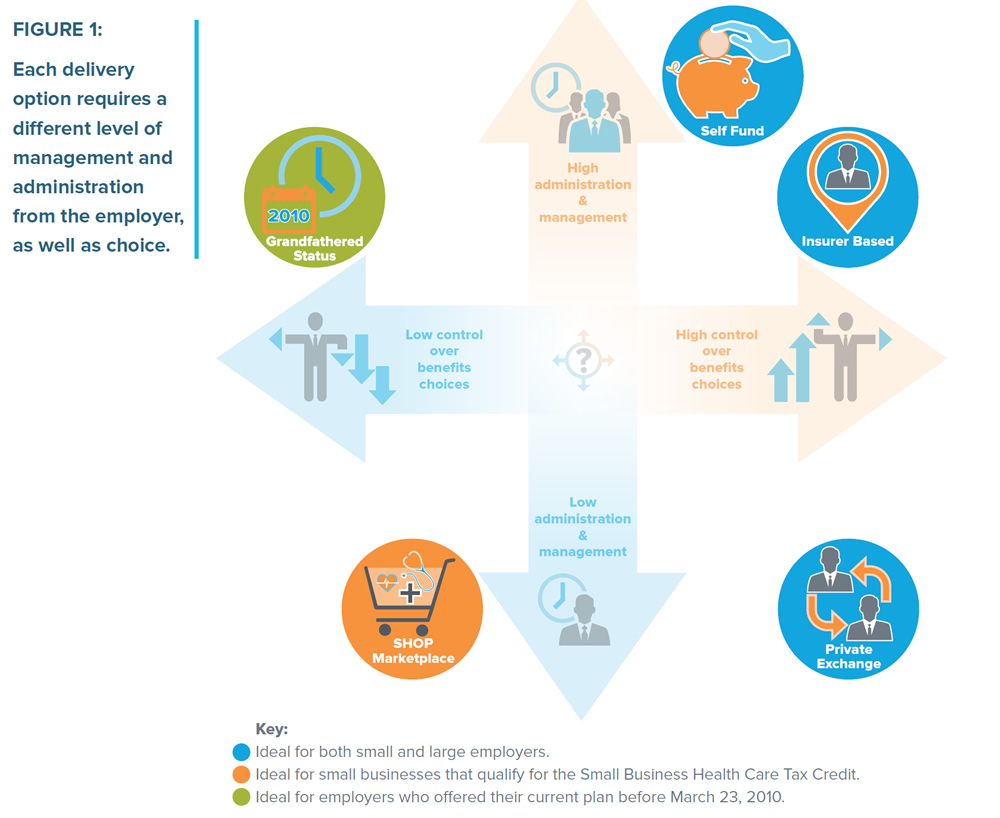 FIGURE 1:
Each delivery
option requires a
different level of
management and
administration
from the employer,
as well as choice.
Self Fund
High
administration
&
management
2010
Grandfathered
Status
Insurer Based
Low control
over
benefits
choices
?
High control
over
benefits
choices
Low
administration
&
management
SHOP
Marketplace
Private
Exchange
Key:
Ideal for both small and large employers.
Ideal for small businesses that qualify for the Small Business Health Care Tax Credit.
Ideal for employers who offered their current plan before March 23, 2010.